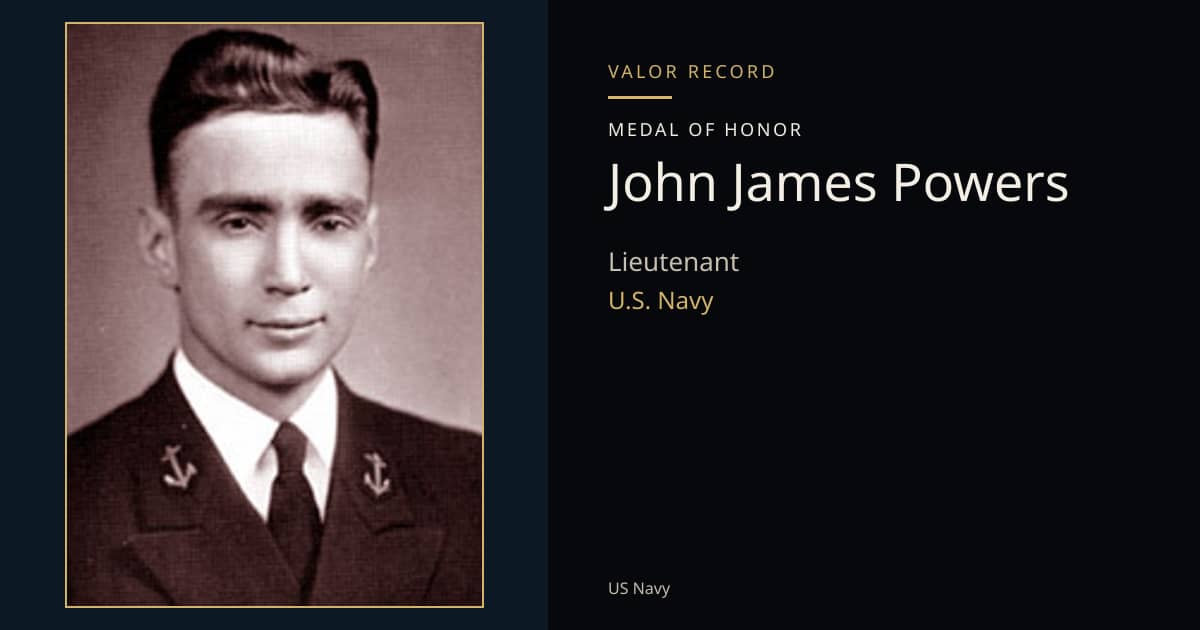 VALOR RECORD
MEDAL OF HONOR
John James Powers
Lieutenant
U.S. Navy
US Navy